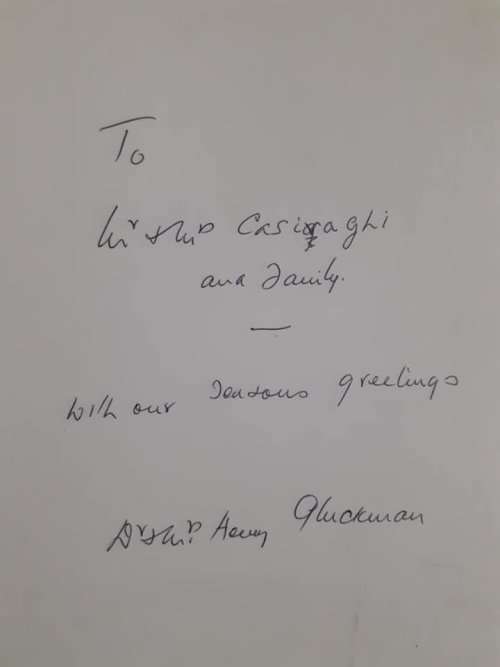 To
Mr & Mrs Casiraghi
and Family.
With our Seasons greetings
Dr & Mrs Henry Gluckman